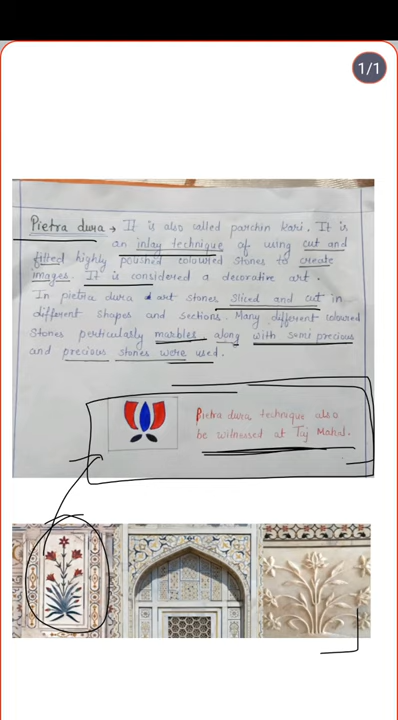 1/1
Pietra dura → It is also called parchin kari. It is
an inlay technique of using cut and
fitted highly polished coloured stones to create
images. It is considered a decorative art.
In pietra dura art stones sliced and cut in
different shapes and sections. Many different coloured
stones perticularly marbles along with semi precious
and precious stones were used.
Pietra dura technique also
be witnessed at Taj Mahal.